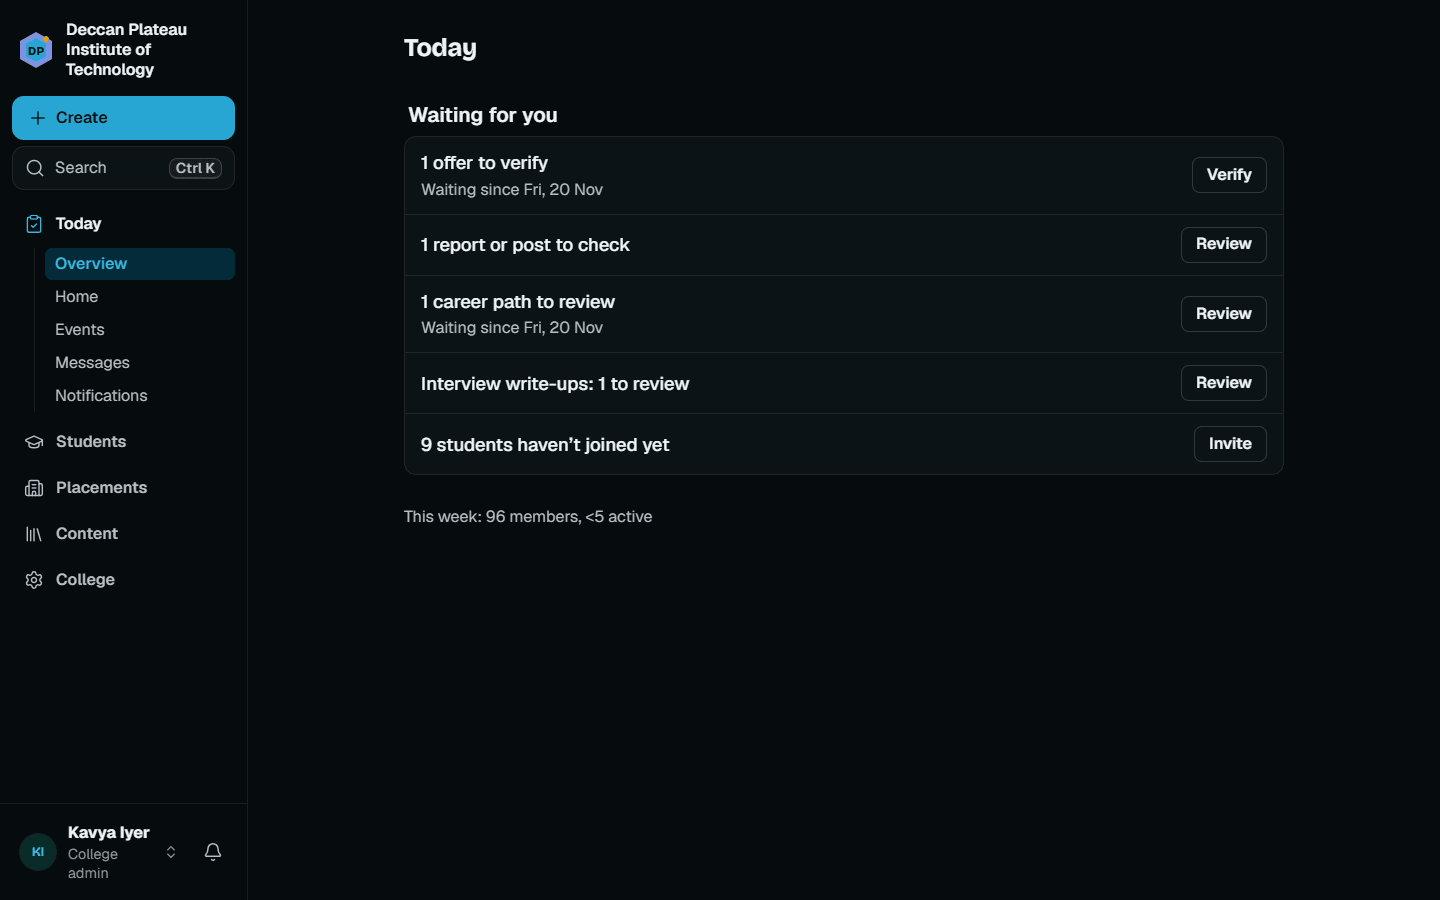 DP
Deccan Plateau
Institute of
Technology
Create
Search
Ctrl K
Today
Overview
Home
Events
Messages
Notifications
Students
Placements
Content
College
KI
Kavya Iyer
College
admin
Today
Waiting for you
1 offer to verify
Waiting since Fri, 20 Nov
Verify
1 report or post to check
Review
1 career path to review
Waiting since Fri, 20 Nov
Review
Interview write-ups: 1 to review
Review
9 students haven’t joined yet
Invite
This week: 96 members, <5 active